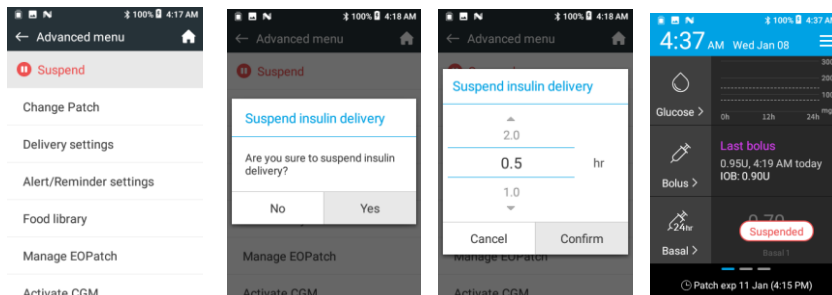 100% 4:17 AM
← Advanced menu
Suspend
Change Patch
Delivery settings
Alert/Reminder settings
Food library
Manage EOPatch
Activate CGM
100% 4:18 AM
← Advanced menu
Suspend
Suspend insulin delivery
Are you sure to suspend insulin
delivery?
No Yes
Manage EOPatch
Activate CGM
100% 4:18 AM
← Advanced menu
Suspend insulin delivery
2.0
0.5 hr
1.0
Cancel Confirm
Manage EOPatch
Activate CGM
100% 4:37 AM
4:37 AM Wed Jan 08
300
200
100
mg
0h 12h 24h
Glucose >
Last bolus
0.95U, 4:19 AM today
IOB: 0.90U
Bolus >
24hr
0.70
Suspended
Basal 1
Basal >
Patch exp 11 Jan (4:15 PM)